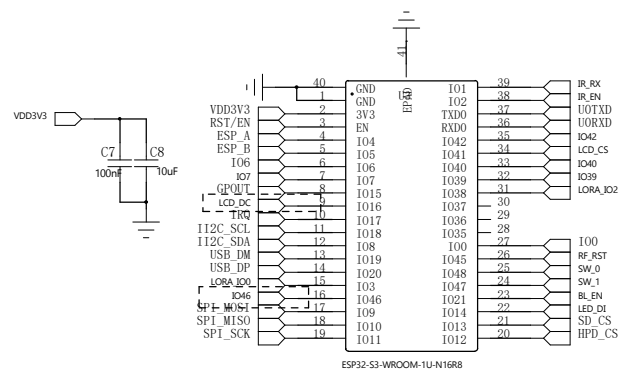 41
EPAD
VDD3V3
C7
100nF
C8
10uF
40 GND IO1 39 IR_RX
1 GND IO2 38 IR_EN
VDD3V3 2 3V3 TXD0 37 UOTXD
RST/EN 3 EN RXD0 36 UORXD
ESP_A 4 IO4 IO42 35 IO42
ESP_B 5 IO5 IO41 34 LCD_CS
IO6 6 IO6 IO40 33 IO40
IO7 7 IO7 IO39 32 IO39
GPOUT 8 IO15 IO38 31 LORA_IO2
LCD_DC 9 IO16 IO37 30
IRQ 10 IO17 IO36 29
II2C_SCL 11 IO18 IO35 28
II2C_SDA 12 IO8 IO0 27 IO0
USB_DM 13 IO19 IO45 26 RF_RST
USB_DP 14 IO20 IO48 25 SW_0
LORA_IO0 15 IO3 IO47 24 SW_1
IO46 16 IO46 IO21 23 BL_EN
SPI_MOSI 17 IO9 IO14 22 LED_DI
SPI_MISO 18 IO10 IO13 21 SD_CS
SPI_SCK 19 IO11 IO12 20 HPD_CS
ESP32-S3-WROOM-1U-N16R8